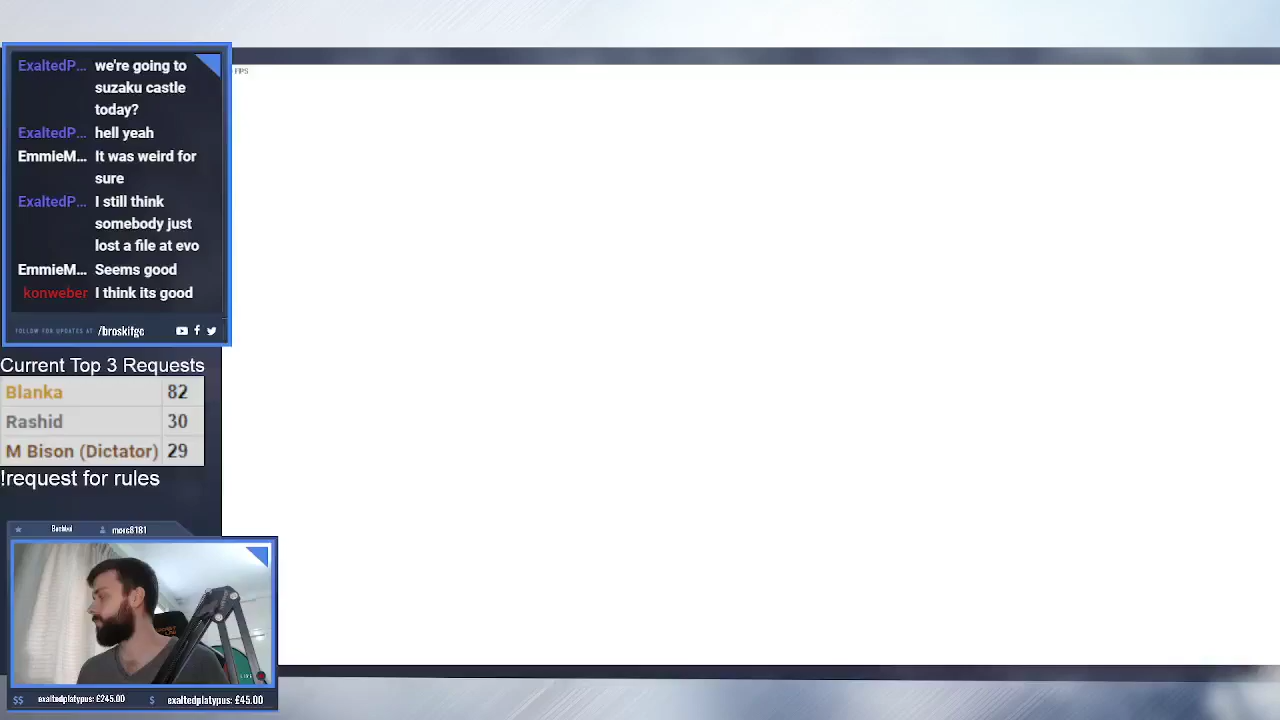 ExaltedP... we're going to
suzaku castle
today?
ExaltedP... hell yeah
EmmieM... It was weird for
sure
ExaltedP... I still think
somebody just
lost a file at evo
EmmieM... Seems good
konweber I think its good
FOLLOW FOR UPDATES AT /broskifgc
FPS
Current Top 3 Requests
Blanka 82
Rashid 30
M Bison (Dictator) 29
!request for rules
marc8181
$$ exaltedplatypus: £245.00 $ exaltedplatypus: £45.00